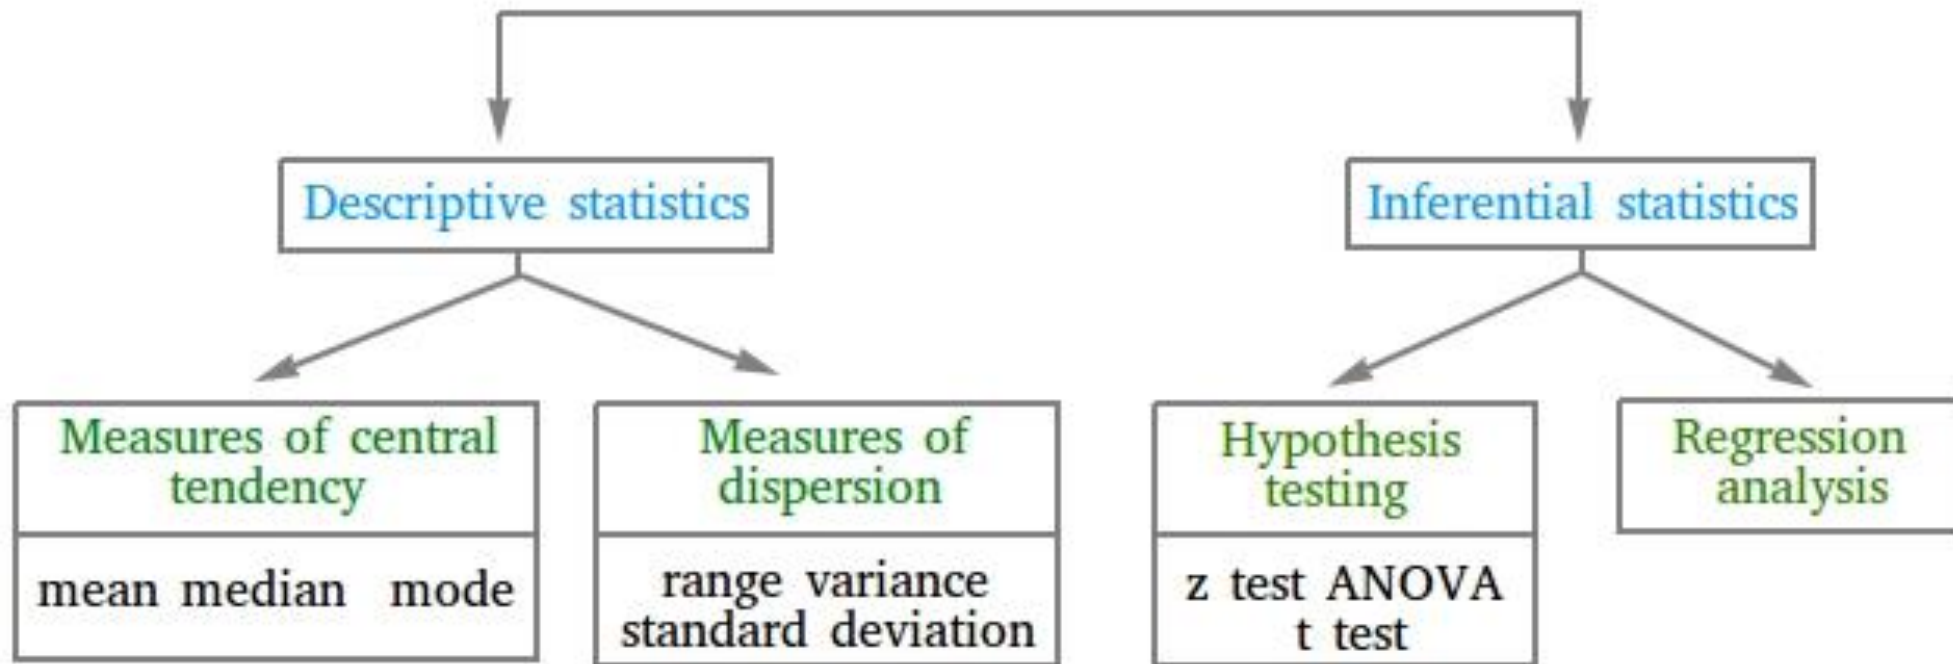 Descriptive statistics
Inferential statistics
Measures of central
tendency
mean median mode
Measures of
dispersion
range variance
standard deviation
Hypothesis
testing
z test ANOVA
t test
Regression
analysis